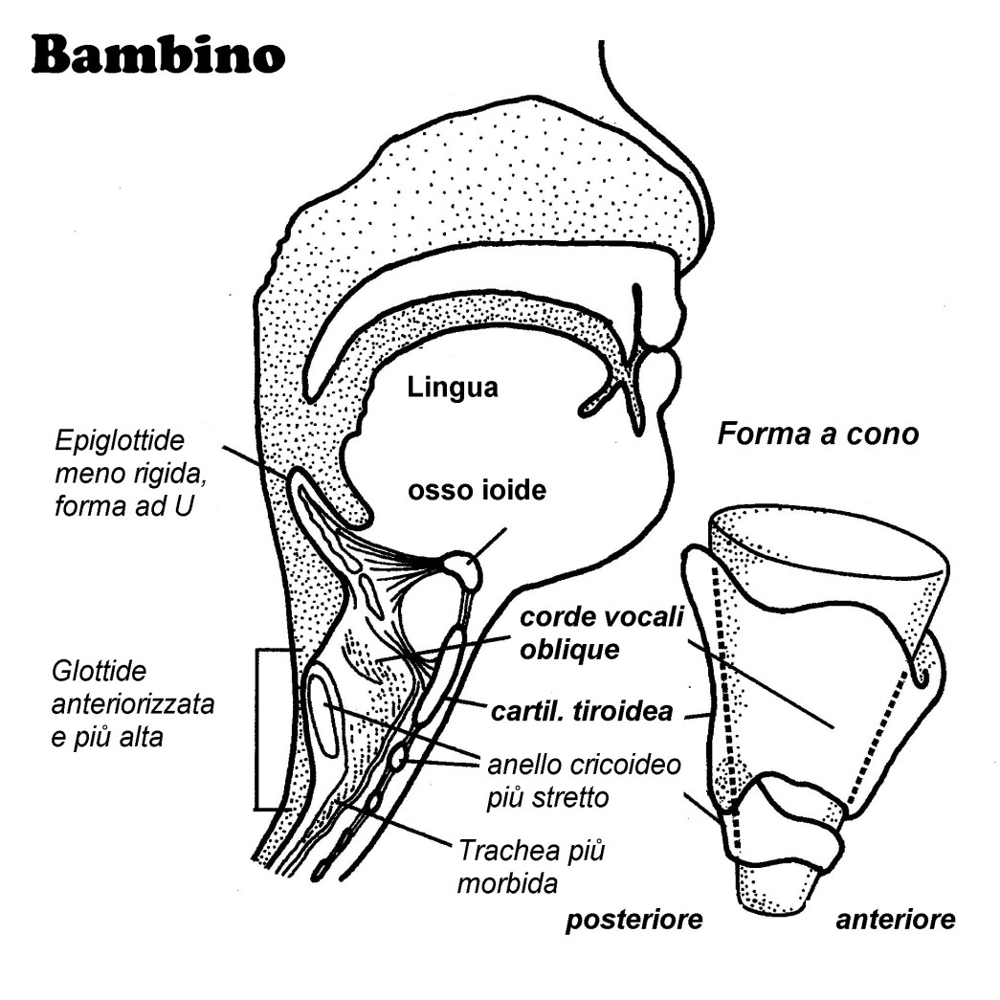 Bambino
Lingua
Epiglottide
meno rigida,
forma ad U
Forma a cono
osso ioide
corde vocali
oblique
Glottide
anteriorizzata
e più alta
cartil. tiroidea
anello cricoideo
più stretto
Trachea più
morbida
posteriore
anteriore